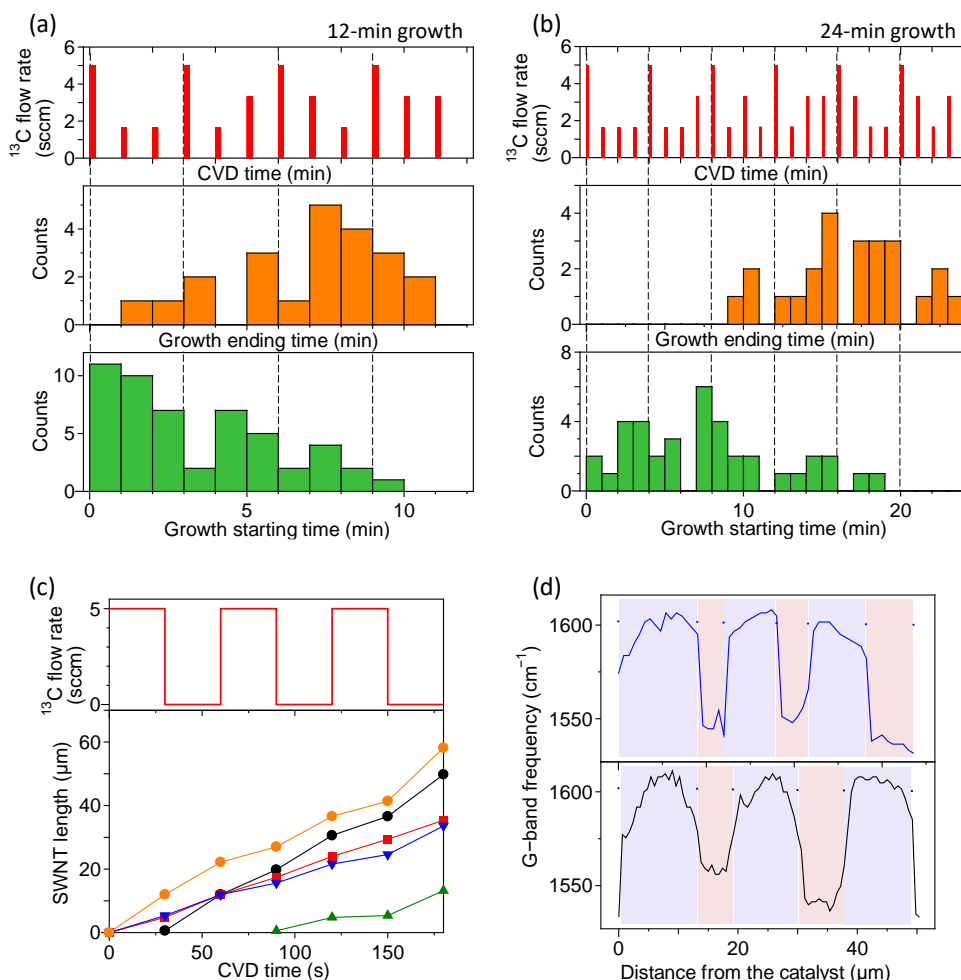 (a)
12-min growth
¹³C flow rate
(sccm)
6
4
2
0
CVD time (min)
Counts
4
2
0
Growth ending time (min)
Counts
10
5
0
0
5
10
Growth starting time (min)
(b)
24-min growth
¹³C flow rate
(sccm)
6
4
2
0
CVD time (min)
Counts
4
2
0
Growth ending time (min)
Counts
8
4
0
0
10
20
Growth starting time (min)
(c)
¹³C flow rate
(sccm)
5
0
SWNT length (μm)
60
40
20
0
0
50
100
150
CVD time (s)
(d)
G−band frequency (cm⁻¹)
1600
1550
1600
1550
0
20
40
Distance from the catalyst (μm)